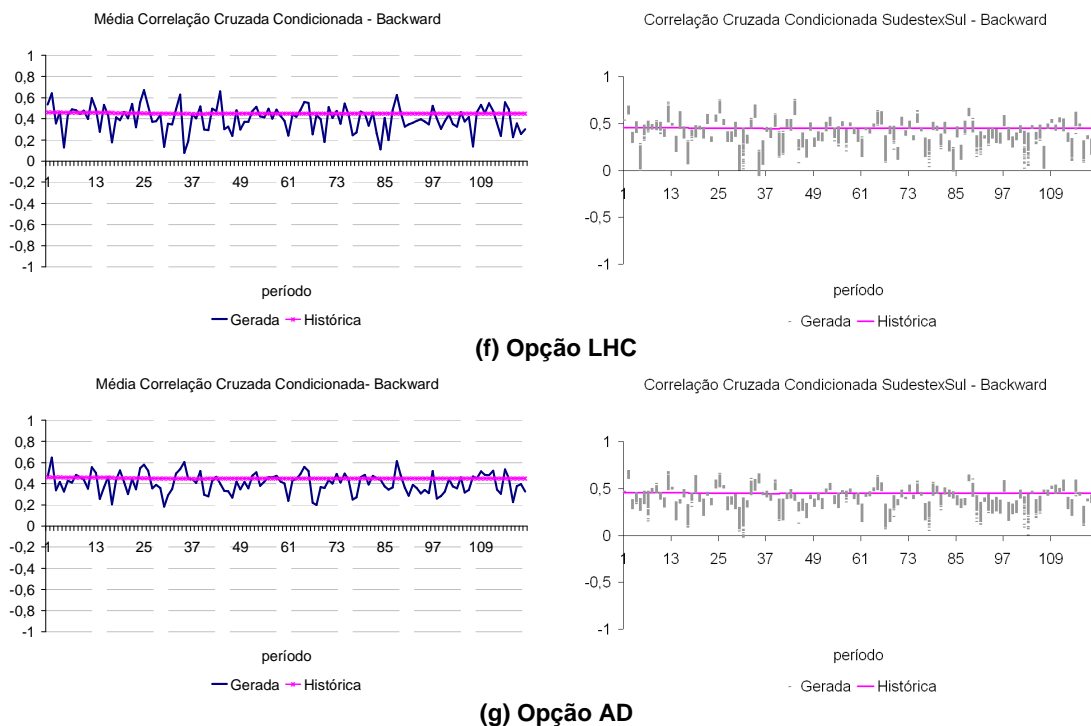 Média Correlação Cruzada Condicionada - Backward
1
0,8
0,6
0,4
0,2
0
-0,2
-0,4
-0,6
-0,8
-1
1 13 25 37 49 61 73 85 97 109
período
Gerada Histórica
Correlação Cruzada Condicionada SudestexSul - Backward
1
0,5
0
-0,5
-1
1 13 25 37 49 61 73 85 97 109
período
Gerada Histórica
(f) Opção LHC
Média Correlação Cruzada Condicionada- Backward
1
0,8
0,6
0,4
0,2
0
-0,2
-0,4
-0,6
-0,8
-1
1 13 25 37 49 61 73 85 97 109
período
Gerada Histórica
Correlação Cruzada Condicionada SudestexSul - Backward
1
0,5
0
-0,5
-1
1 13 25 37 49 61 73 85 97 109
período
Gerada Histórica
(g) Opção AD